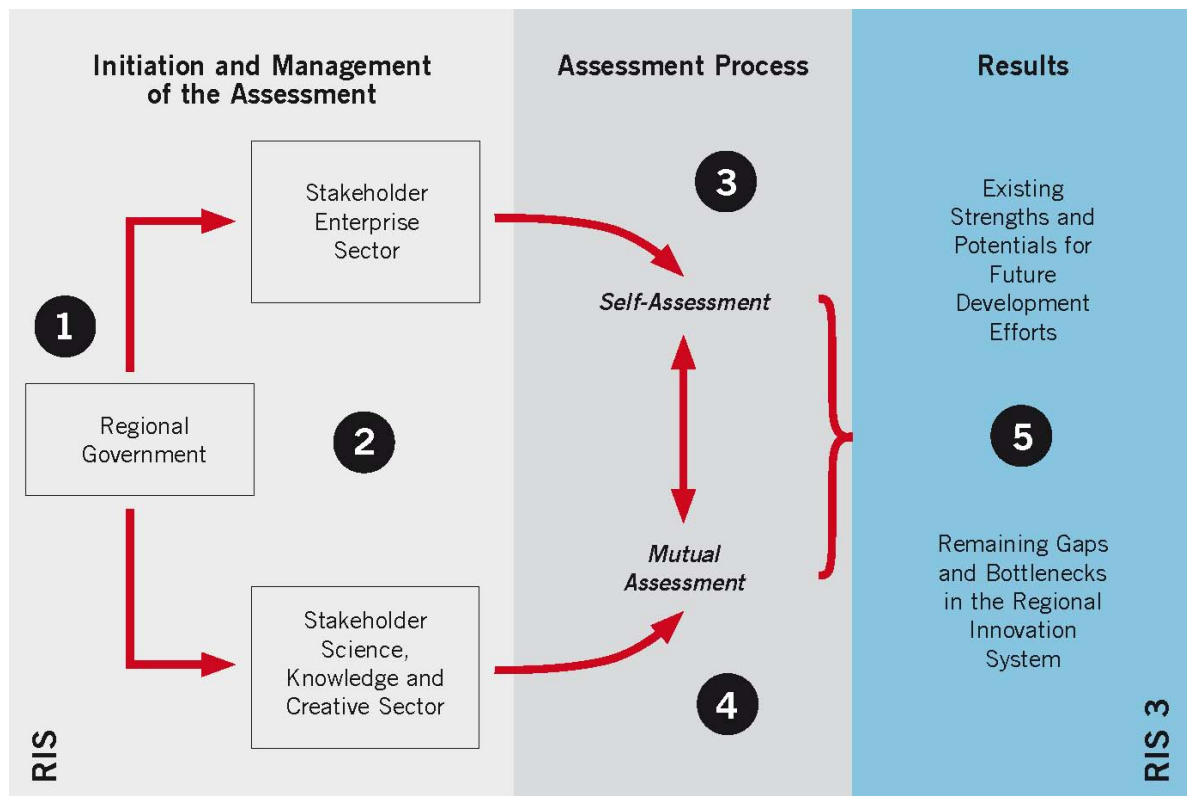 Initiation and Management
of the Assessment
Assessment Process
Results
1
Stakeholder
Enterprise
Sector
Regional
Government
2
Stakeholder
Science,
Knowledge and
Creative Sector
RIS
3
Self-Assessment
Mutual
Assessment
4
Existing
Strengths and
Potentials for
Future
Development
Efforts
5
Remaining Gaps
and Bottlenecks
in the Regional
Innovation
System
RIS 3